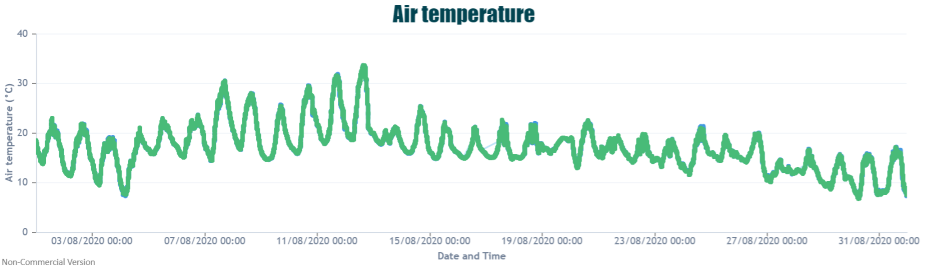 Air temperature
40
30
20
10
0
Air temperature (°C)
03/08/2020 00:00 07/08/2020 00:00 11/08/2020 00:00 15/08/2020 00:00 19/08/2020 00:00 23/08/2020 00:00 27/08/2020 00:00 31/08/2020 00:00
Date and Time
Non-Commercial Version